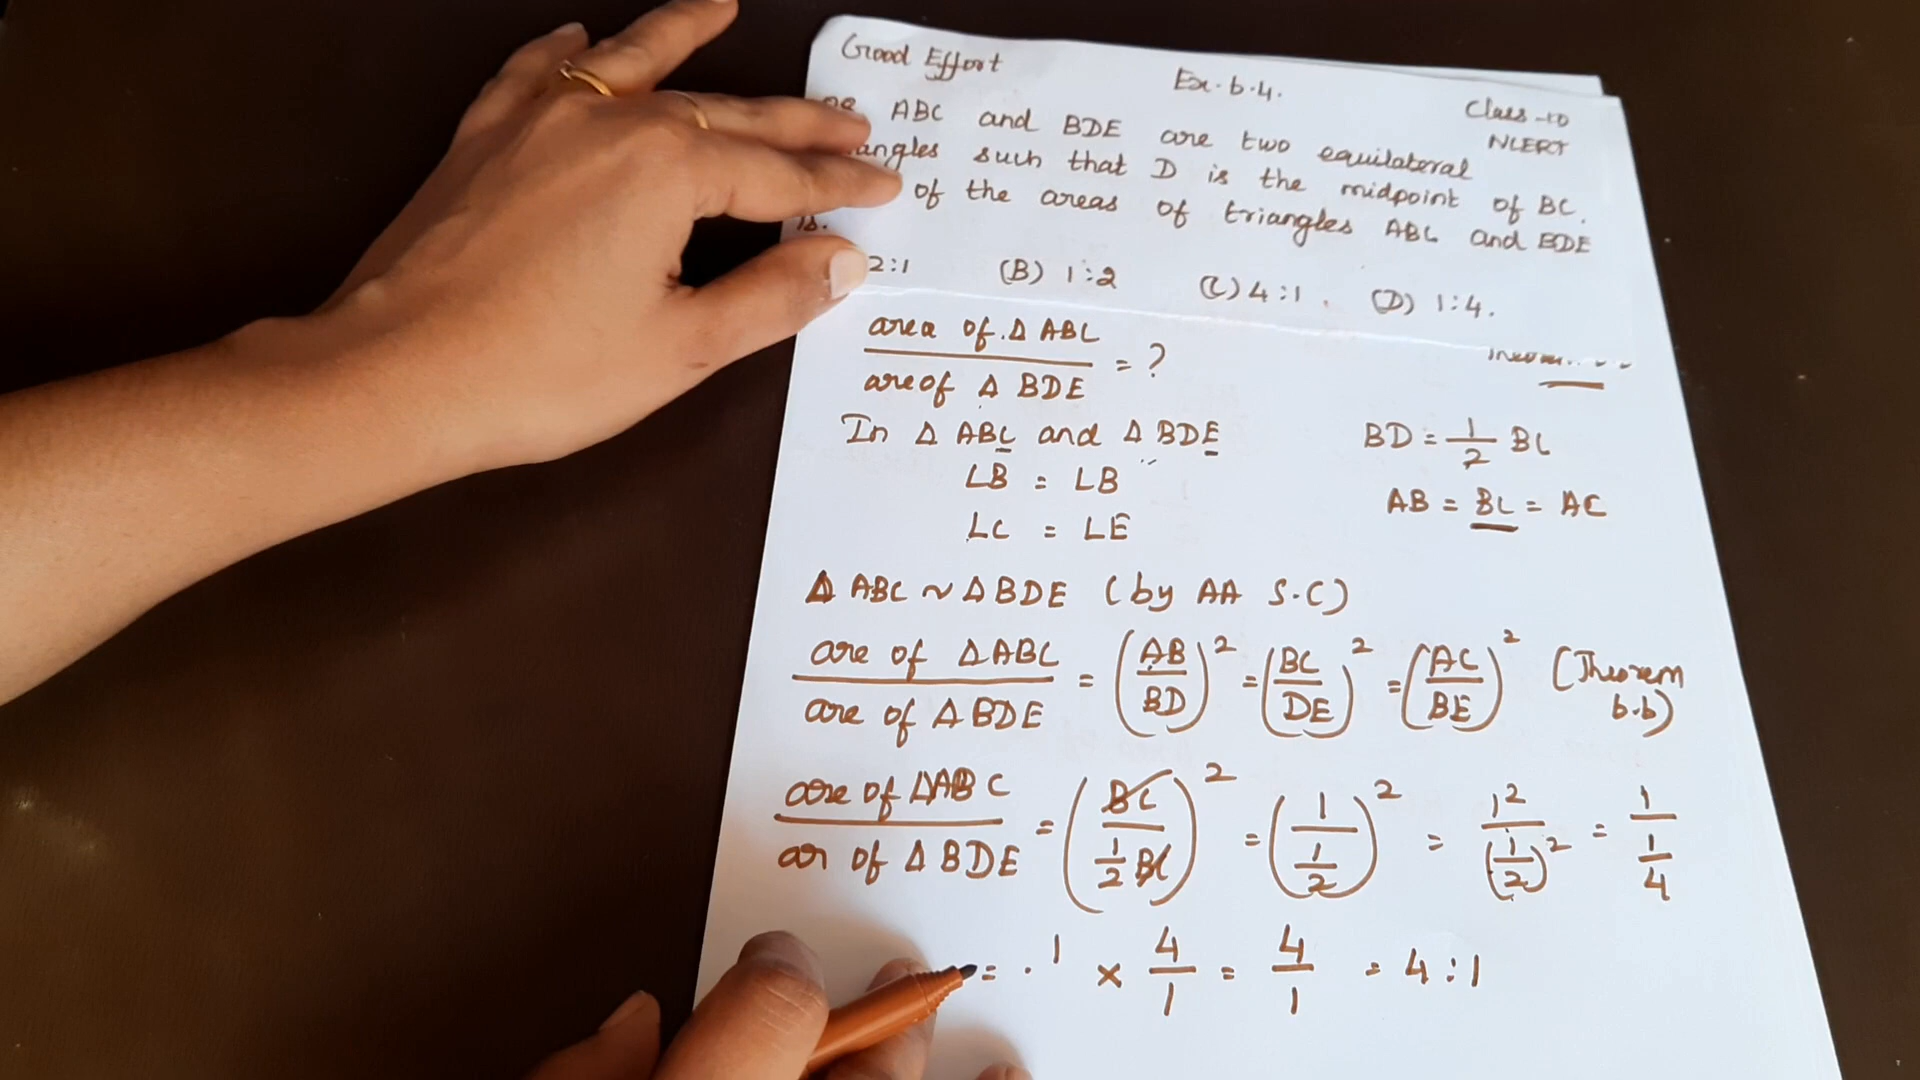 Good Effort Ex. 6.4. Class-10
NCERT
ABC and BDE are two equilateral
angles such that D is the midpoint of BC.
of the areas of triangles ABC and BDE
is.
2:1 (B) 1:2 (C) 4:1. (D) 1:4.
area of. Δ ABC / are of Δ BDE = ?
In Δ ABC and Δ BDE
BD = 1/2 BC
∠B = ∠B
AB = BC = AC
∠C = ∠E
Δ ABC ~ Δ BDE (by AA S.C)
are of ΔABC / are of Δ BDE = (AB/BD)² = (BC/DE)² = (AC/BE)² (Theorem 6.6)
are of ΔABC / ar of Δ BDE = (BC / 1/2 BC)² = (1 / 1/2)² = 1² / (1/2)² = 1 / 1/4
= . 1 × 4/1 = 4/1 = 4:1